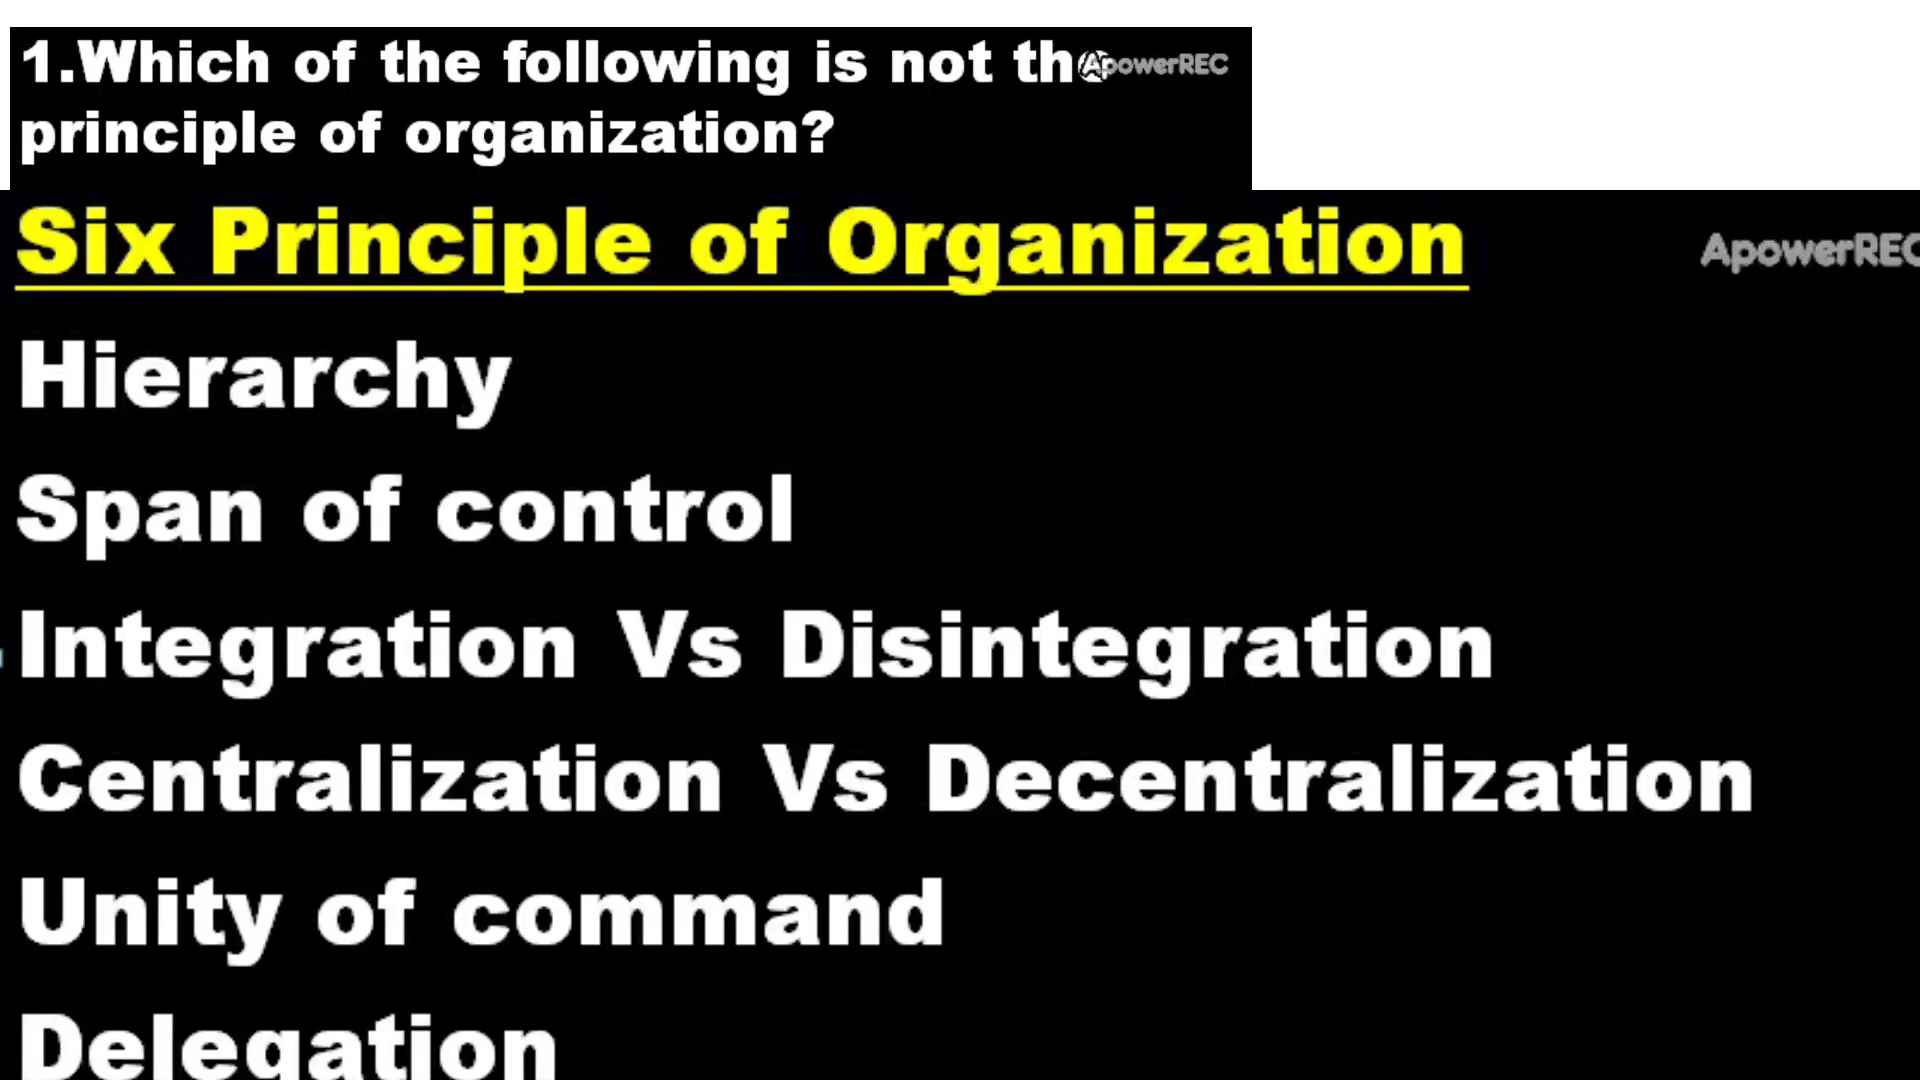 1.Which of the following is not the
ApowerREC
principle of organization?
Six Principle of Organization
ApowerREC
Hierarchy
Span of control
Integration Vs Disintegration
Centralization Vs Decentralization
Unity of command
Delegation